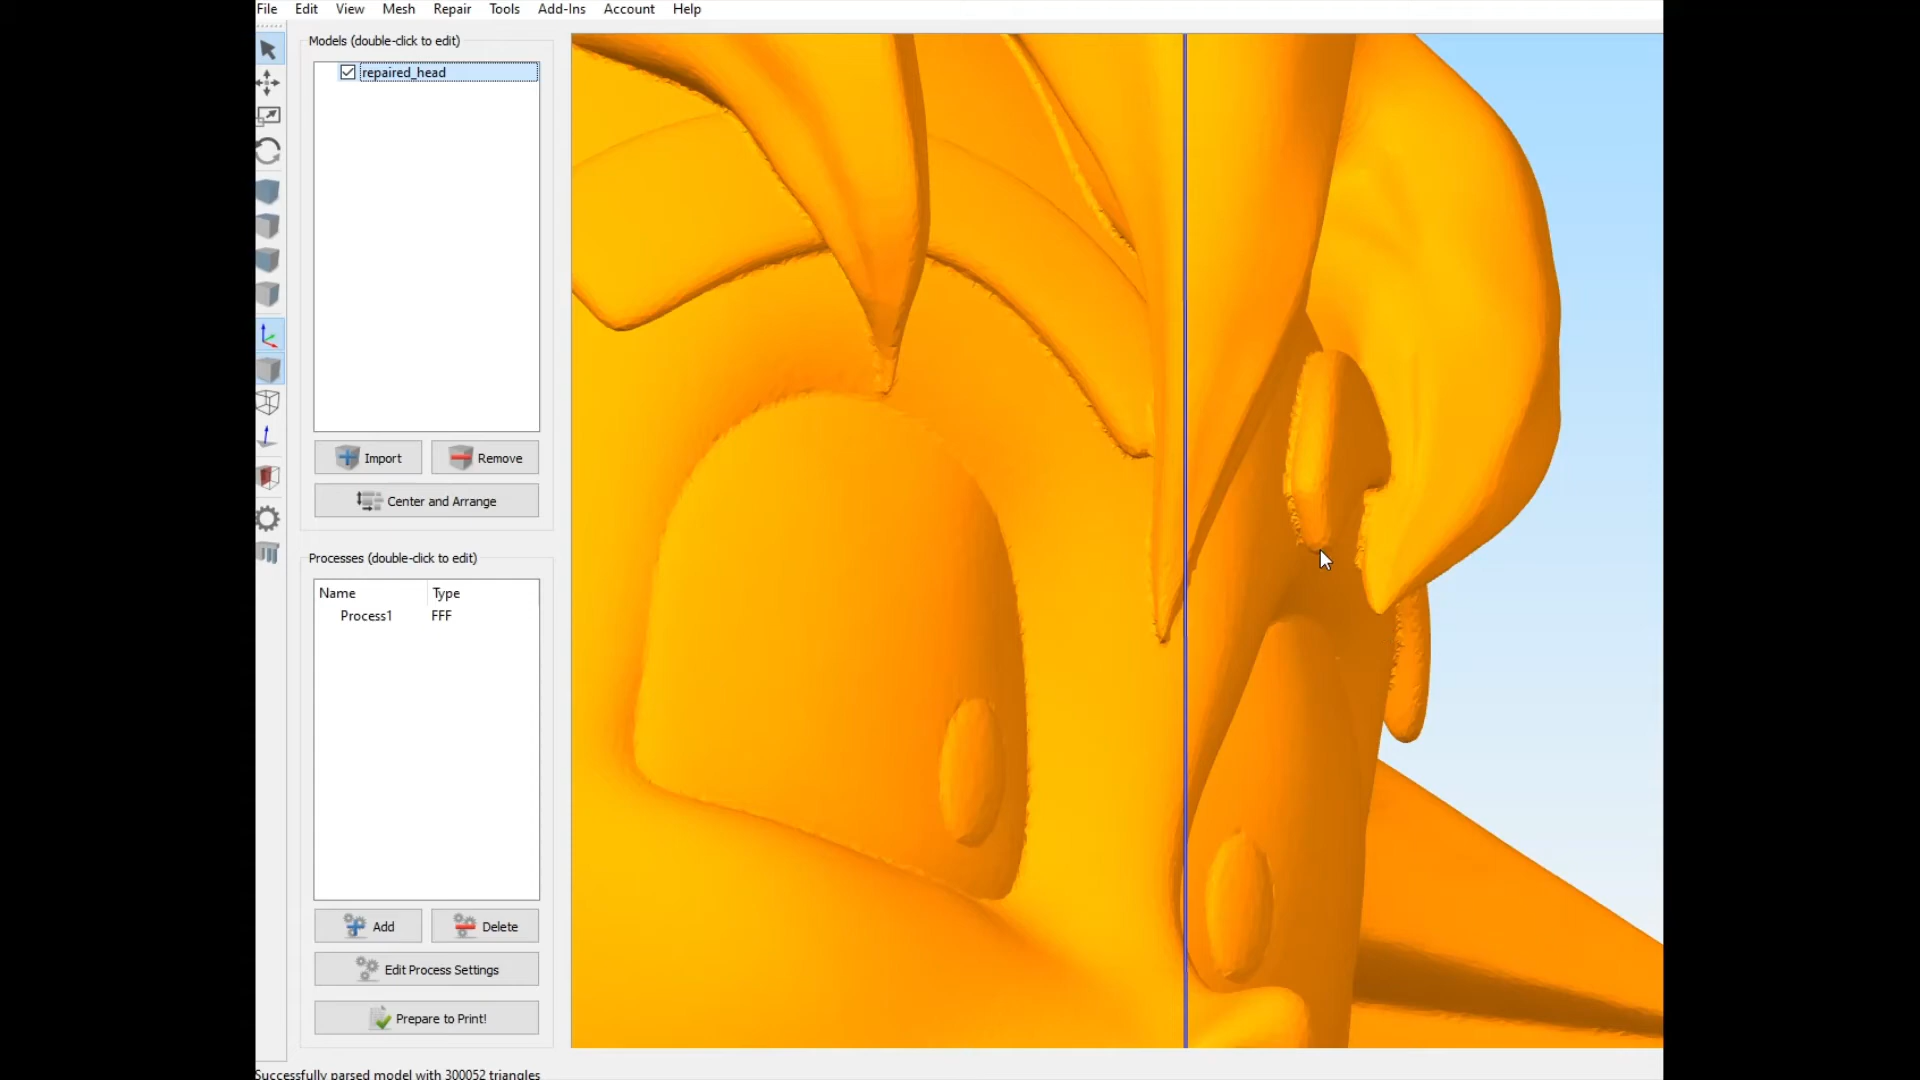 File Edit View Mesh Repair Tools Add-Ins Account Help
Models (double-click to edit)
repaired_head
Import Remove
Center and Arrange
Processes (double-click to edit)
Name Type
Process1 FFF
Add Delete
Edit Process Settings
Prepare to Print!
Successfully parsed model with 300052 triangles